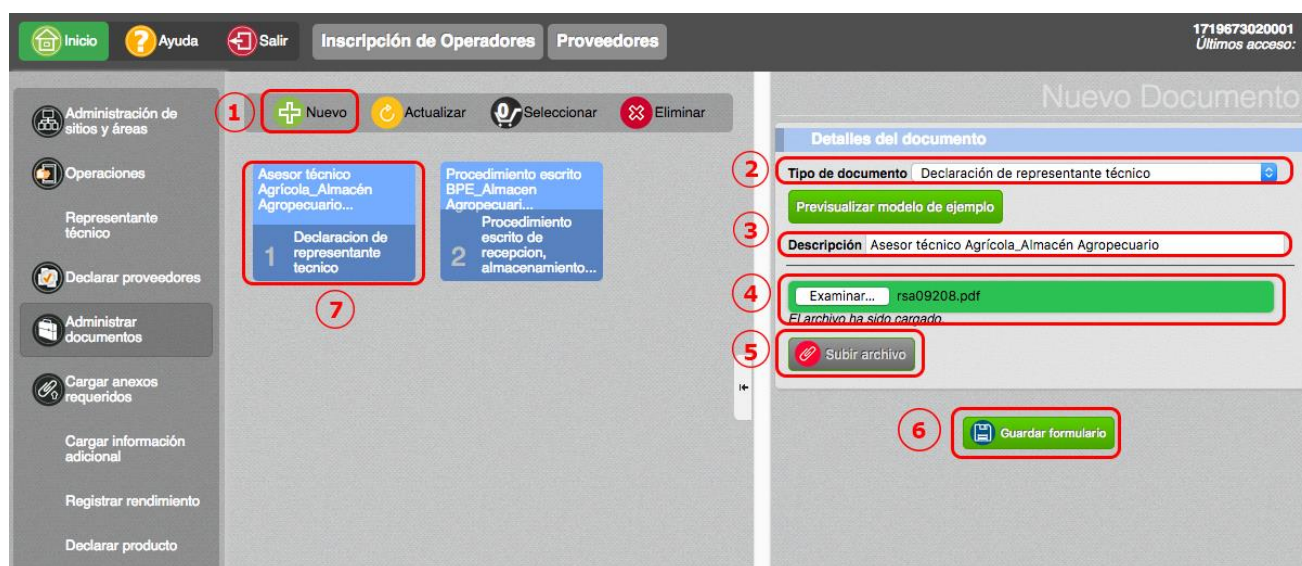 Inicio
Ayuda
Salir
Inscripción de Operadores
Proveedores
1719673020001
Últimos acceso:
Administración de
sitios y áreas
Operaciones
Representante
técnico
Declarar proveedores
Administrar
documentos
Cargar anexos
requeridos
Cargar información
adicional
Registrar rendimiento
Declarar producto
1
Nuevo
Actualizar
Seleccionar
Eliminar
Asesor técnico
Agrícola_Almacén
Agropecuario...
1
Declaracion de
representante
tecnico
7
Procedimiento escrito
BPE_Almacen
Agropecuari...
2
Procedimiento
escrito de
recepcion,
almacenamiento...
Nuevo Documento
Detalles del documento
2
Tipo de documento Declaración de representante técnico
Previsualizar modelo de ejemplo
3
Descripción Asesor técnico Agrícola_Almacén Agropecuario
4
Examinar... rsa09208.pdf
El archivo ha sido cargado.
5
Subir archivo
6
Guardar formulario